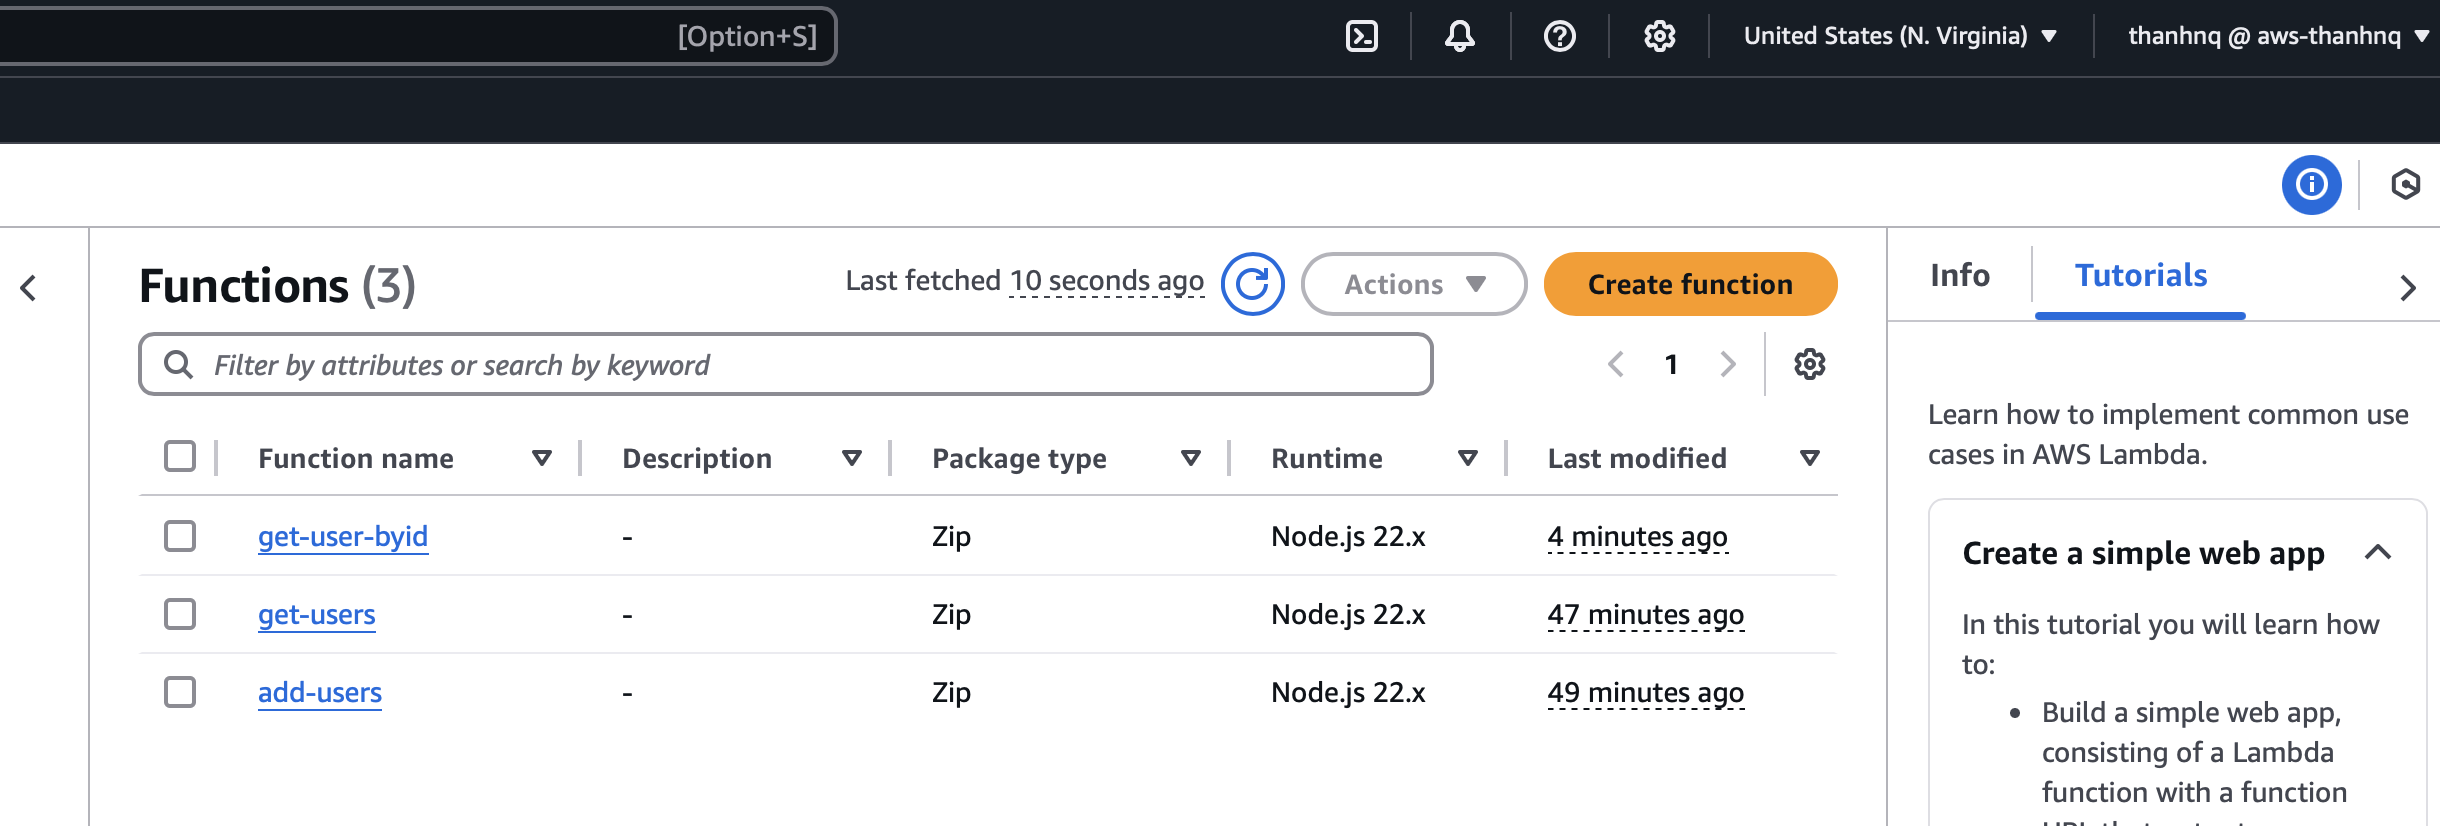 [Option+S]
United States (N. Virginia)
thanhnq @ aws-thanhnq
Functions (3)
Last fetched 10 seconds ago
Actions
Create function
Info
Tutorials
Filter by attributes or search by keyword
1
Function name
Description
Package type
Runtime
Last modified
get-user-byid
-
Zip
Node.js 22.x
4 minutes ago
get-users
-
Zip
Node.js 22.x
47 minutes ago
add-users
-
Zip
Node.js 22.x
49 minutes ago
Learn how to implement common use
cases in AWS Lambda.
Create a simple web app
In this tutorial you will learn how
to:
• Build a simple web app,
consisting of a Lambda
function with a function